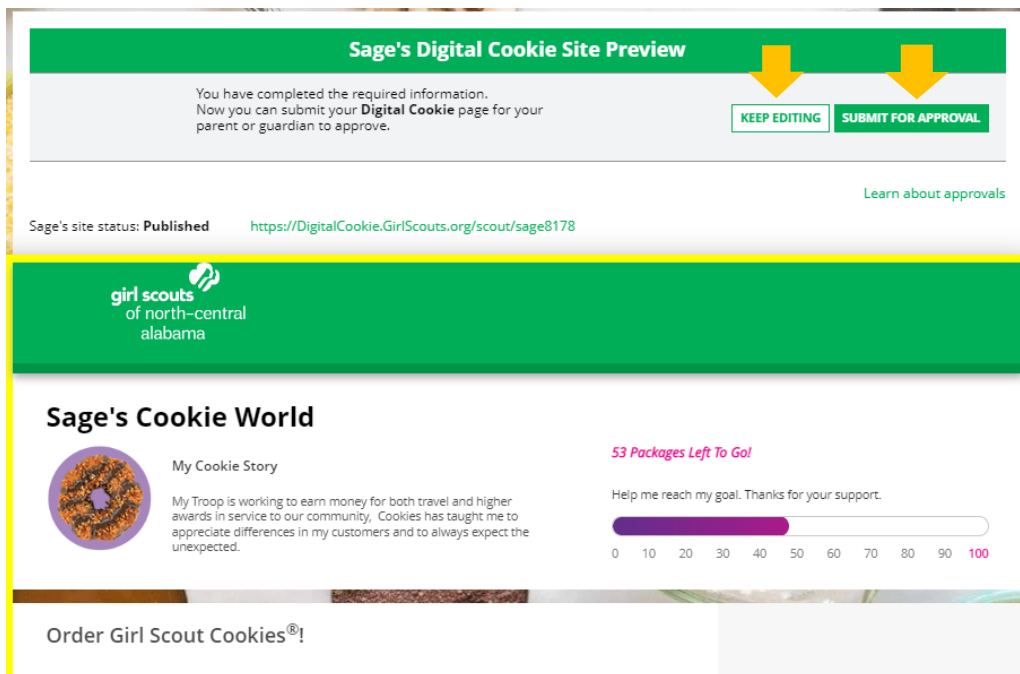 Sage's Digital Cookie Site Preview
You have completed the required information.
Now you can submit your Digital Cookie page for your
parent or guardian to approve.
KEEP EDITING
SUBMIT FOR APPROVAL
Learn about approvals
Sage's site status: Published
https://DigitalCookie.GirlScouts.org/scout/sage8178
girl scouts
of north-central
alabama
Sage's Cookie World
My Cookie Story
My Troop is working to earn money for both travel and higher
awards in service to our community, Cookies has taught me to
appreciate differences in my customers and to always expect the
unexpected.
53 Packages Left To Go!
Help me reach my goal. Thanks for your support.
0 10 20 30 40 50 60 70 80 90 100
Order Girl Scout Cookies®!